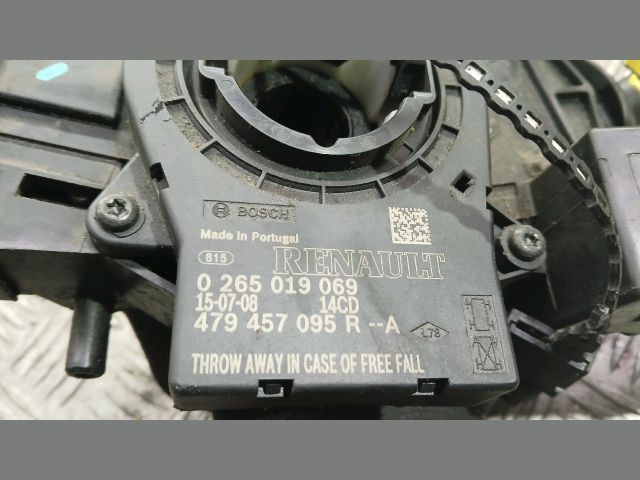 BOSCH
Made in Portugal
815
RENAULT
0 265 019 069
15-07-08 14CD
479 457 095 R --A
L78
THROW AWAY IN CASE OF FREE FALL